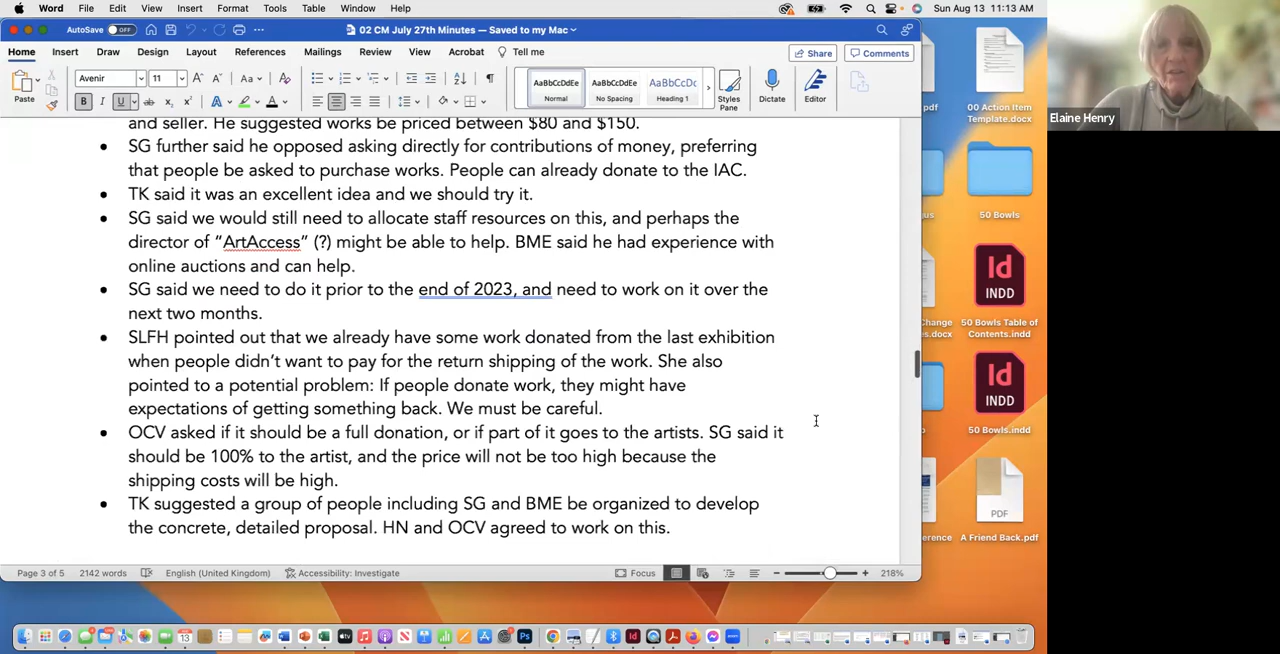 Word File Edit View Insert Format Tools Table Window Help Sun Aug 13 11:13 AM
AutoSave OFF 02 CM July 27th Minutes — Saved to my Mac
Home Insert Draw Design Layout References Mailings Review View Acrobat Tell me Share Comments
Paste Avenir 11 AaBbCcDdEe Normal AaBbCcDdEe No Spacing AaBbCcDc Heading 1 Styles Pane Dictate Editor
and seller. He suggested works be priced between $80 and $150.
• SG further said he opposed asking directly for contributions of money, preferring
that people be asked to purchase works. People can already donate to the IAC.
• TK said it was an excellent idea and we should try it.
• SG said we would still need to allocate staff resources on this, and perhaps the
director of “ArtAccess” (?) might be able to help. BME said he had experience with
online auctions and can help.
• SG said we need to do it prior to the end of 2023, and need to work on it over the
next two months.
• SLFH pointed out that we already have some work donated from the last exhibition
when people didn’t want to pay for the return shipping of the work. She also
pointed to a potential problem: If people donate work, they might have
expectations of getting something back. We must be careful.
• OCV asked if it should be a full donation, or if part of it goes to the artists. SG said it
should be 100% to the artist, and the price will not be too high because the
shipping costs will be high.
• TK suggested a group of people including SG and BME be organized to develop
the concrete, detailed proposal. HN and OCV agreed to work on this.
Page 3 of 5 2142 words English (United Kingdom) Accessibility: Investigate Focus 218%
.pdf
00 Action Item
Template.docx
50 Bowls
Id
INDD
50 Bowls Table of
Contents.indd
Change
es.docx
Id
INDD
50 Bowls.indd
PDF
A Friend Back.pdf
erence
Elaine Henry